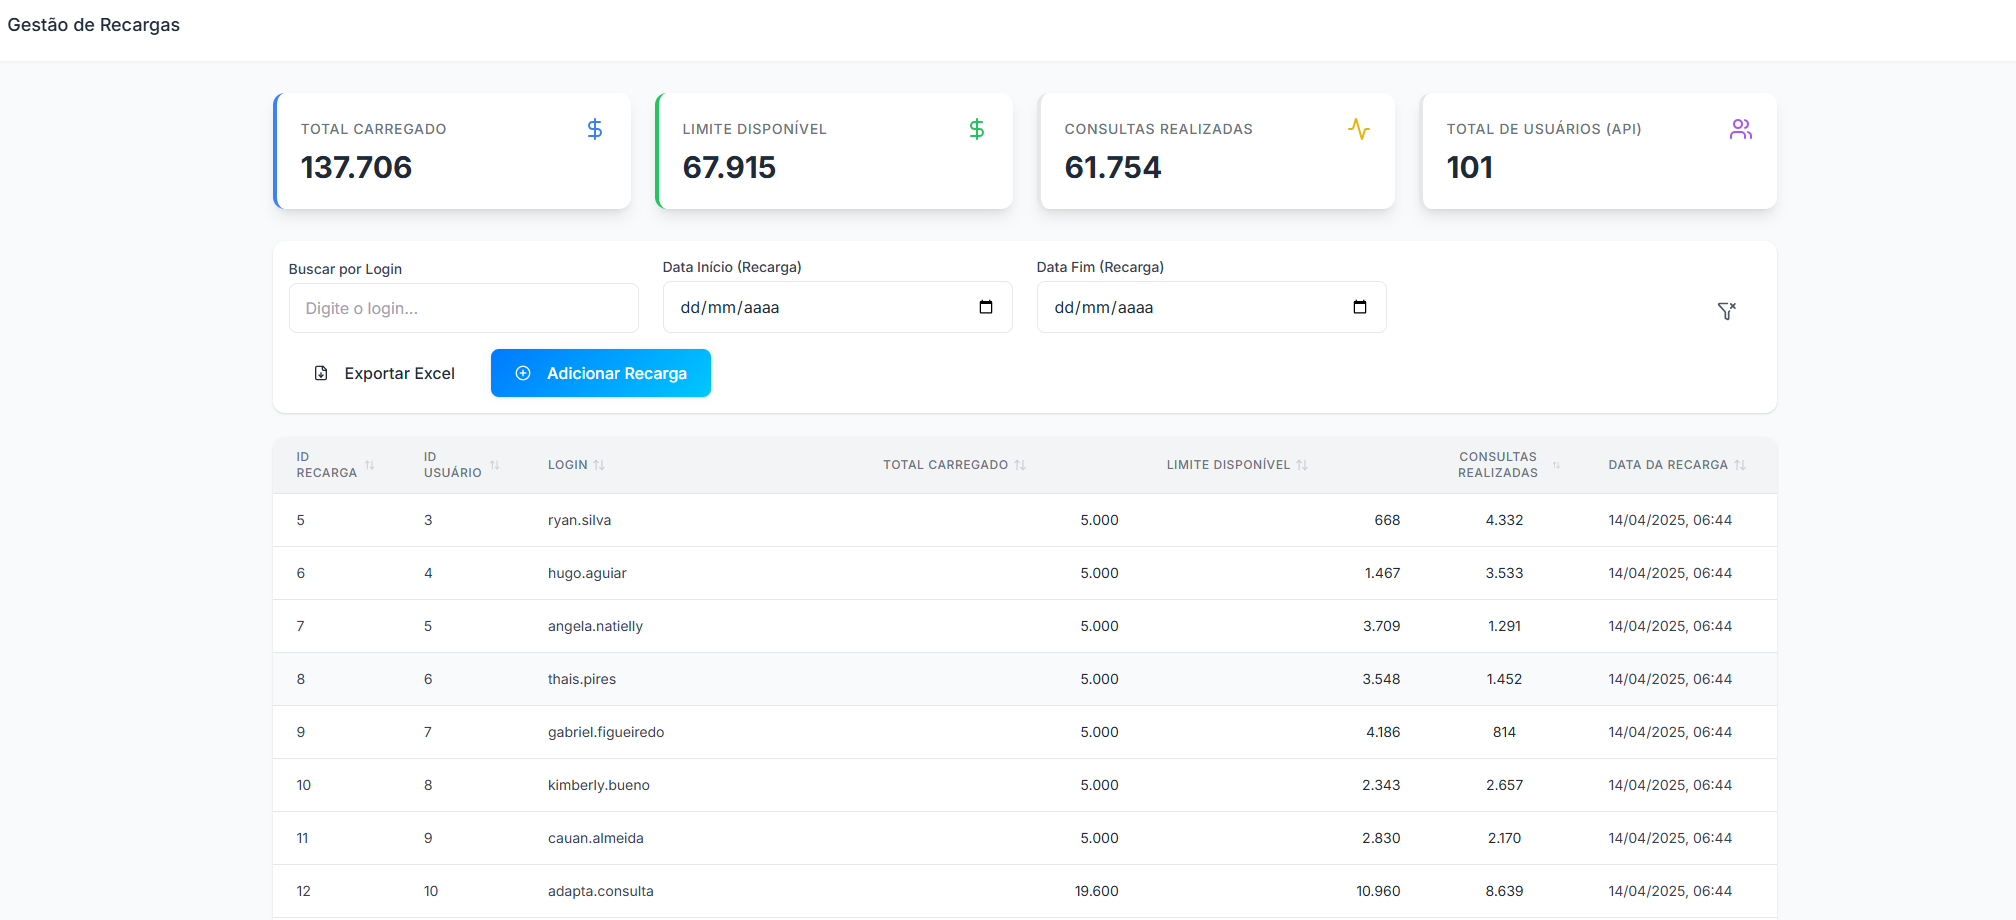 Gestão de Recargas
TOTAL CARREGADO
137.706
LIMITE DISPONÍVEL
67.915
CONSULTAS REALIZADAS
61.754
TOTAL DE USUÁRIOS (API)
101
Buscar por Login
Digite o login...
Data Início (Recarga)
dd/mm/aaaa
Data Fim (Recarga)
dd/mm/aaaa
Exportar Excel
Adicionar Recarga
ID RECARGA ID USUÁRIO LOGIN TOTAL CARREGADO LIMITE DISPONÍVEL CONSULTAS REALIZADAS DATA DA RECARGA
5 3 ryan.silva 5.000 668 4.332 14/04/2025, 06:44
6 4 hugo.aguiar 5.000 1.467 3.533 14/04/2025, 06:44
7 5 angela.natielly 5.000 3.709 1.291 14/04/2025, 06:44
8 6 thais.pires 5.000 3.548 1.452 14/04/2025, 06:44
9 7 gabriel.figueiredo 5.000 4.186 814 14/04/2025, 06:44
10 8 kimberly.bueno 5.000 2.343 2.657 14/04/2025, 06:44
11 9 cauan.almeida 5.000 2.830 2.170 14/04/2025, 06:44
12 10 adapta.consulta 19.600 10.960 8.639 14/04/2025, 06:44